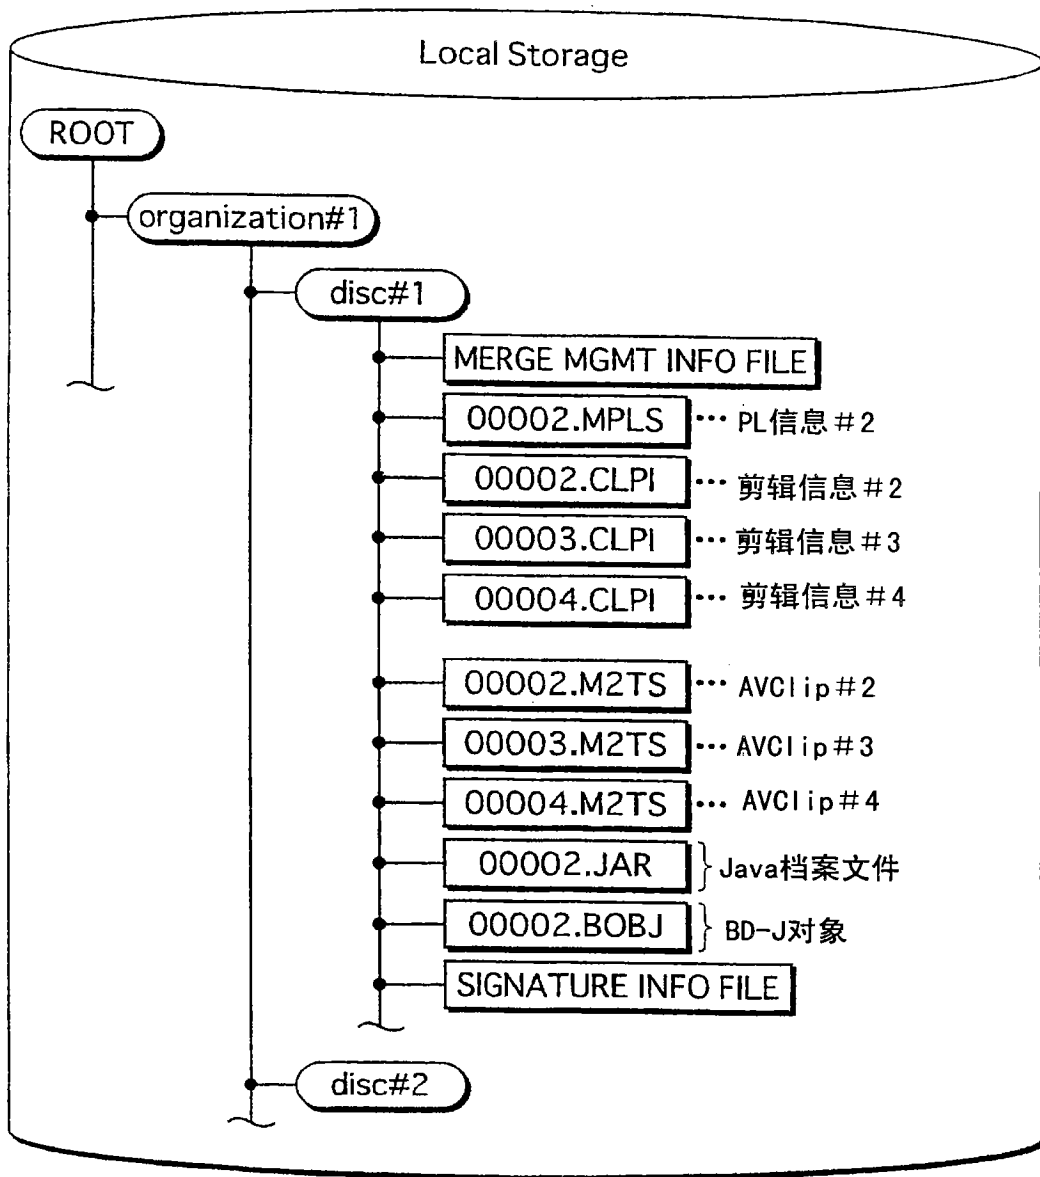 Local Storage
ROOT
organization#1
disc#1
MERGE MGMT INFO FILE
00002.MPLS ··· PL信息#2
00002.CLPI ··· 剪辑信息#2
00003.CLPI ··· 剪辑信息#3
00004.CLPI ··· 剪辑信息#4
00002.M2TS ··· AVClip#2
00003.M2TS ··· AVClip#3
00004.M2TS ··· AVClip#4
00002.JAR } Java档案文件
00002.BOBJ } BD-J对象
SIGNATURE INFO FILE
disc#2